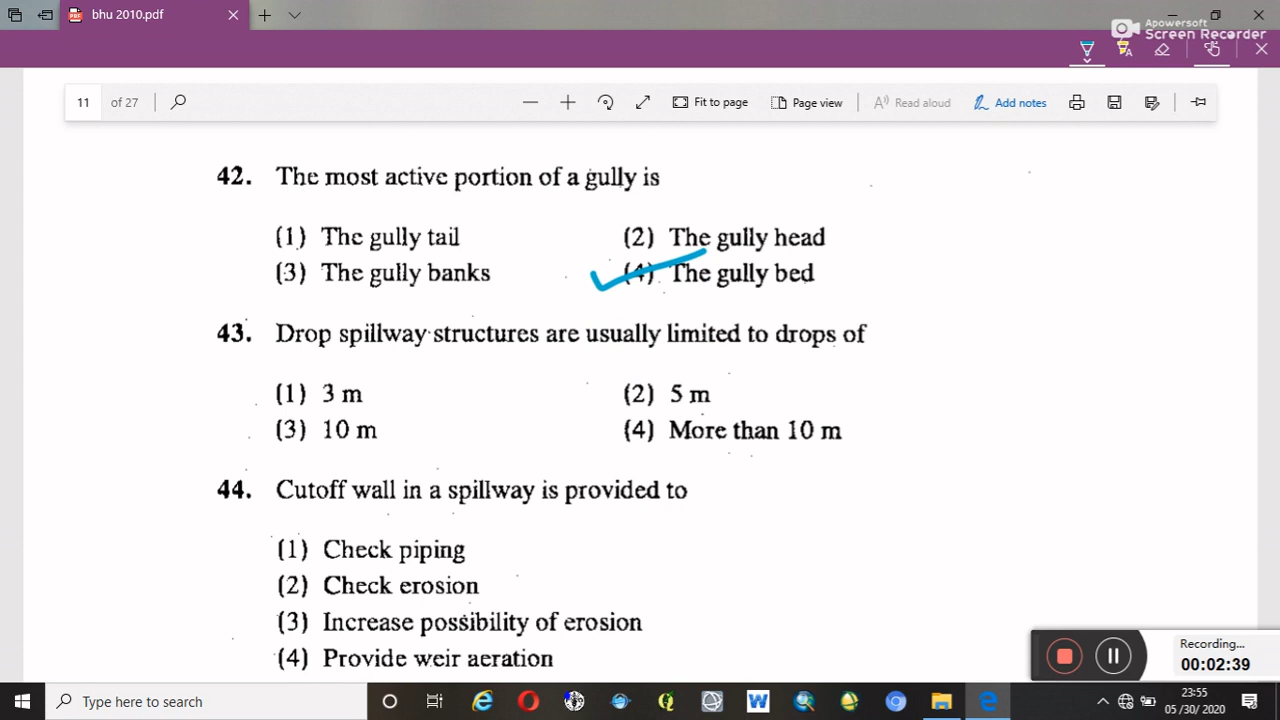 bhu 2010.pdf
Apowersoft
Screen Recorder
11 of 27
Fit to page
Page view
Read aloud
Add notes
42. The most active portion of a gully is
(1) The gully tail (2) The gully head
(3) The gully banks (4) The gully bed
43. Drop spillway structures are usually limited to drops of
(1) 3 m (2) 5 m
(3) 10 m (4) More than 10 m
44. Cutoff wall in a spillway is provided to
(1) Check piping
(2) Check erosion
(3) Increase possibility of erosion
(4) Provide weir aeration
Recording...
00:02:39
Type here to search
23:55
05/30/2020